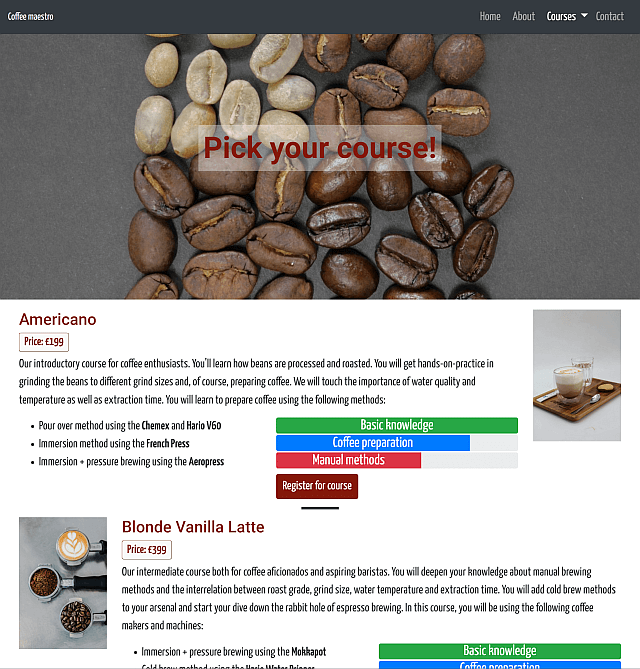 Coffee maestro
Home About Courses Contact
Pick your course!
Americano
Price: £199
Our introductory course for coffee enthusiasts. You'll learn how beans are processed and roasted. You will get hands-on-practice in
grinding the beans to different grind sizes and, of course, preparing coffee. We will touch the importance of water quality and
temperature as well as extraction time. You will learn to prepare coffee using the following methods:
Pour over method using the Chemex and Hario V60
Immersion method using the French Press
Immersion + pressure brewing using the Aeropress
Basic knowledge
Coffee preparation
Manual methods
Register for course
Blonde Vanilla Latte
Price: £399
Our intermediate course both for coffee aficionados and aspiring baristas. You will deepen your knowledge about manual brewing
methods and the interrelation between roast grade, grind size, water temperature and extraction time. You will add cold brew methods
to your arsenal and start your dive down the rabbit hole of espresso brewing. In this course, you will be using the following coffee
makers and machines:
Immersion + pressure brewing using the Mokkapot
Cold brew method using the Hario Water Dripper
Basic knowledge
Coffee preparation